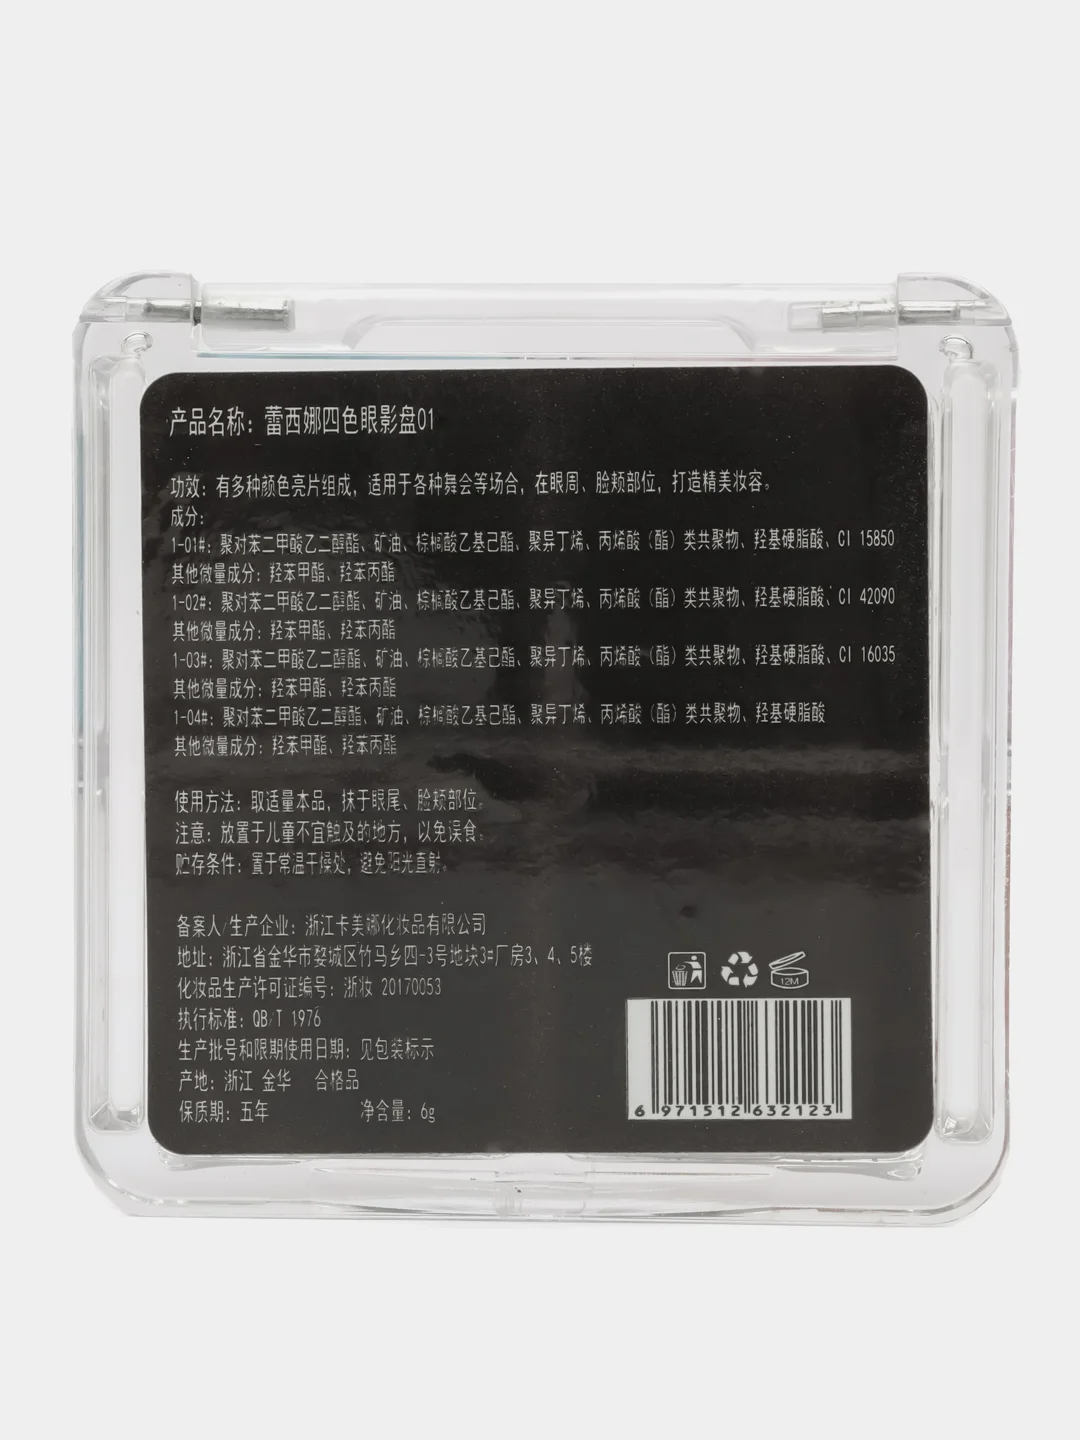 产品名称：蕾西娜四色眼影盘01
功效：有多种颜色亮片组成，适用于各种舞会等场合，在眼周、脸颊部位，打造精美妆容。
成分：
1-01#：聚对苯二甲酸乙二醇酯、矿油、棕榈酸乙基己酯、聚异丁烯、丙烯酸（酯）类共聚物、羟基硬脂酸、CI 15850
其他微量成分：羟苯甲酯、羟苯丙酯
1-02#：聚对苯二甲酸乙二醇酯、矿油、棕榈酸乙基己酯、聚异丁烯、丙烯酸（酯）类共聚物、羟基硬脂酸、CI 42090
其他微量成分：羟苯甲酯、羟苯丙酯
1-03#：聚对苯二甲酸乙二醇酯、矿油、棕榈酸乙基己酯、聚异丁烯、丙烯酸（酯）类共聚物、羟基硬脂酸、CI 16035
其他微量成分：羟苯甲酯、羟苯丙酯
1-04#：聚对苯二甲酸乙二醇酯、矿油、棕榈酸乙基己酯、聚异丁烯、丙烯酸（酯）类共聚物、羟基硬脂酸
其他微量成分：羟苯甲酯、羟苯丙酯
使用方法：取适量本品，抹于眼尾、脸颊部位。
注意：放置于儿童不宜触及的地方，以免误食。
贮存条件：置于常温干燥处，避免阳光直射。
备案人/生产企业：浙江卡美娜化妆品有限公司
地址：浙江省金华市婺城区竹马乡四-3号地块3#厂房3、4、5楼
化妆品生产许可证编号：浙妆 20170053
执行标准：QB/T 1976
生产批号和限期使用日期：见包装标示
产地：浙江 金华 合格品
保质期：五年 净含量：6g
12M
6 971512 632123